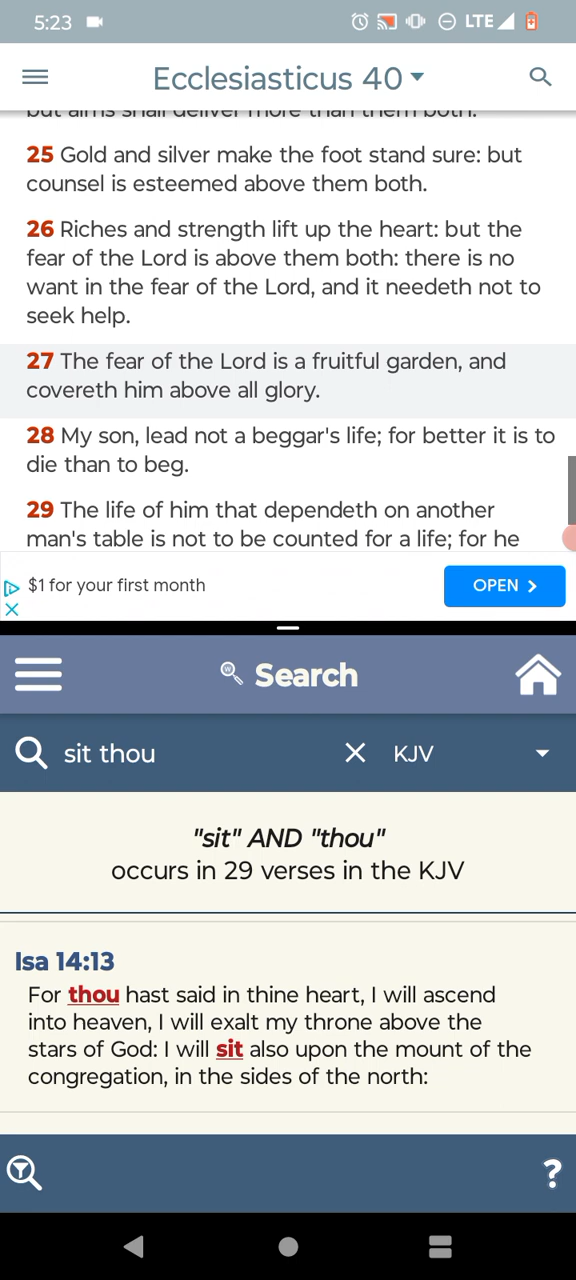 5:23
LTE
Ecclesiasticus 40
but alms shall deliver more than them both.
25 Gold and silver make the foot stand sure: but
counsel is esteemed above them both.
26 Riches and strength lift up the heart: but the
fear of the Lord is above them both: there is no
want in the fear of the Lord, and it needeth not to
seek help.
27 The fear of the Lord is a fruitful garden, and
covereth him above all glory.
28 My son, lead not a beggar's life; for better it is to
die than to beg.
29 The life of him that dependeth on another
man's table is not to be counted for a life; for he
$1 for your first month
OPEN
Search
sit thou
KJV
"sit" AND "thou"
occurs in 29 verses in the KJV
Isa 14:13
For thou hast said in thine heart, I will ascend
into heaven, I will exalt my throne above the
stars of God: I will sit also upon the mount of the
congregation, in the sides of the north:
?